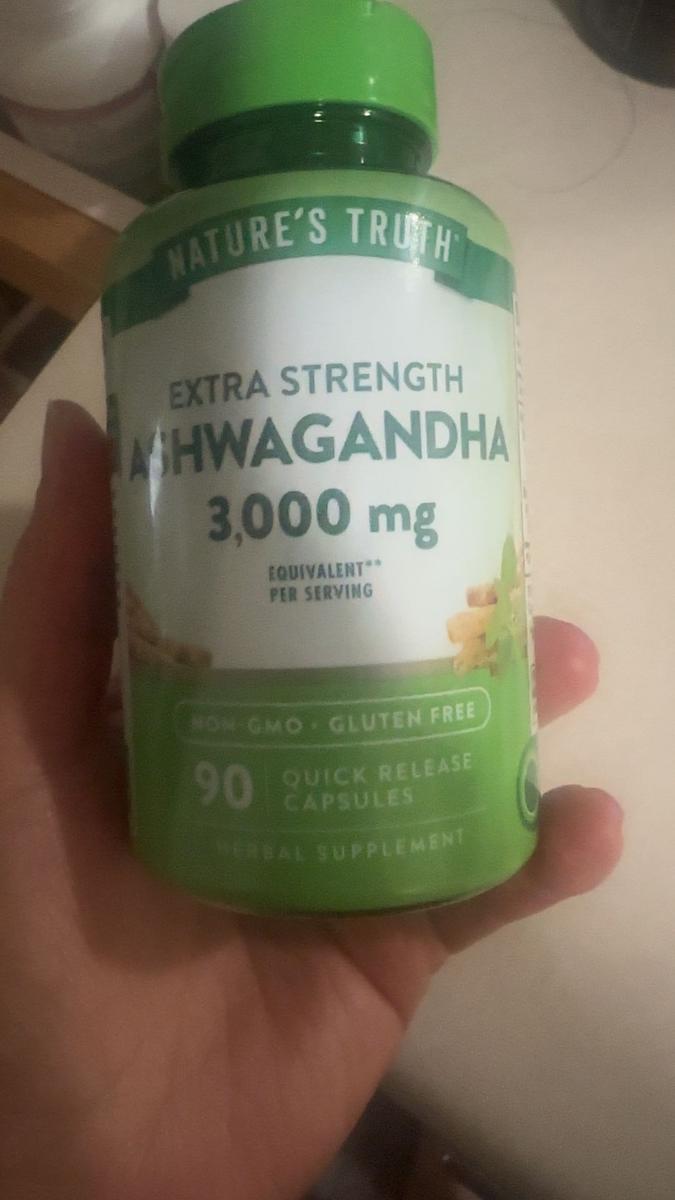 NATURE'S TRUTH®
EXTRA STRENGTH
ASHWAGANDHA
3,000 mg
EQUIVALENT**
PER SERVING
NON-GMO • GLUTEN FREE
90 QUICK RELEASE
CAPSULES
HERBAL SUPPLEMENT